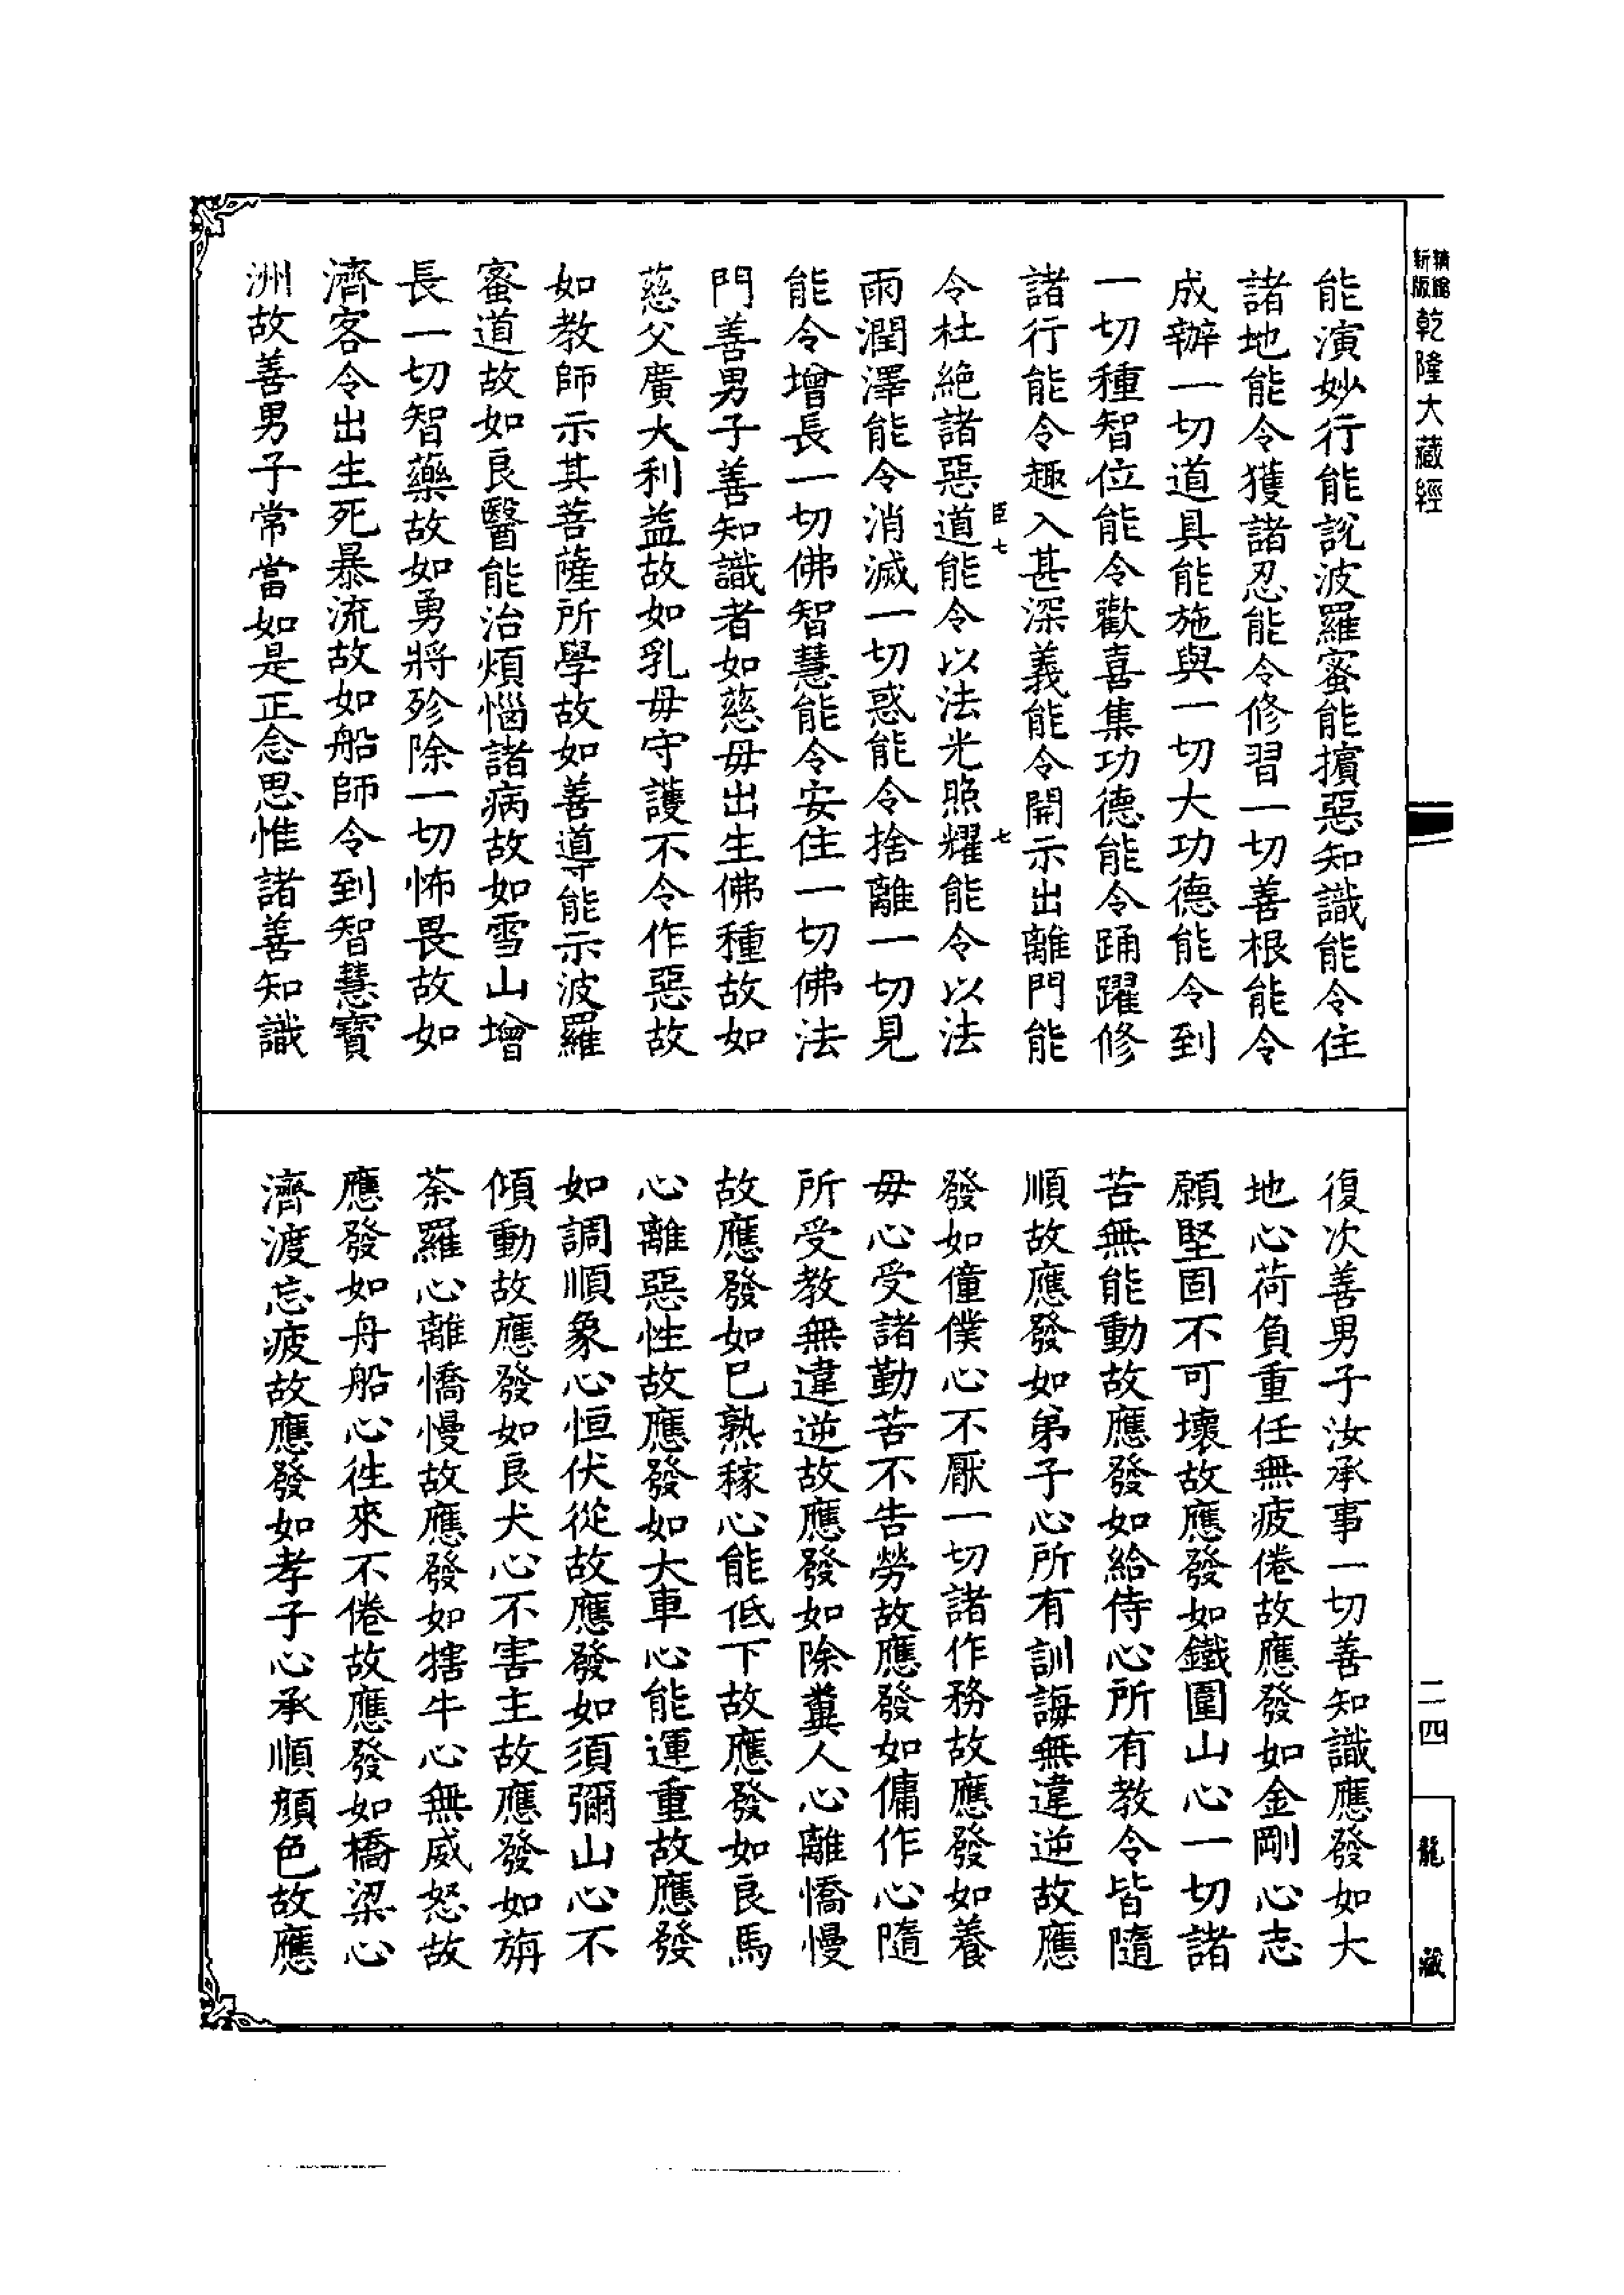 精繪
新版
乾隆大藏經
能演妙行能說波羅蜜能擯惡知識能令住
諸地能令獲諸忍能令修習一切善根能令
成辦一切道具能施與一切大功德能令到
一切種智位能令歡喜集功德能令踊躍修
諸行能令趣入甚深義能令開示出離門能
臣七
七
令杜絕諸惡道能令以法光照耀能令以法
雨潤澤能令消滅一切惑能令捨離一切見
能令增長一切佛智慧能令安住一切佛法
門善男子善知識者如慈母出生佛種故如
慈父廣大利益故如乳母守護不令作惡故
如教師示其菩薩所學故如善導能示波羅
蜜道故如良醫能治煩惱諸病故如雪山增
長一切智藥故如勇將殄除一切怖畏故如
濟客令出生死暴流故如船師令到智慧寶
洲故善男子常當如是正念思惟諸善知識
復次善男子汝承事一切善知識應發如大
地心荷負重任無疲倦故應發如金剛心志
願堅固不可壞故應發如鐵圍山心一切諸
苦無能動故應發如給侍心所有教令皆隨
順故應發如弟子心所有訓誨無違逆故應
發如僮僕心不厭一切諸作務故應發如養
母心受諸勤苦不告勞故應發如傭作心隨
所受教無違逆故應發如除糞人心離憍慢
故應發如已熟稼心能低下故應發如良馬
心離惡性故應發如大車心能運重故應發
如調順象心恒伏從故應發如須彌山心不
傾動故應發如良犬心不害主故應發如旃
荼羅心離憍慢故應發如犗牛心無威怒故
應發如舟船心往來不倦故應發如橋梁心
濟渡忘疲故應發如孝子心承順顏色故應
二四
龍藏